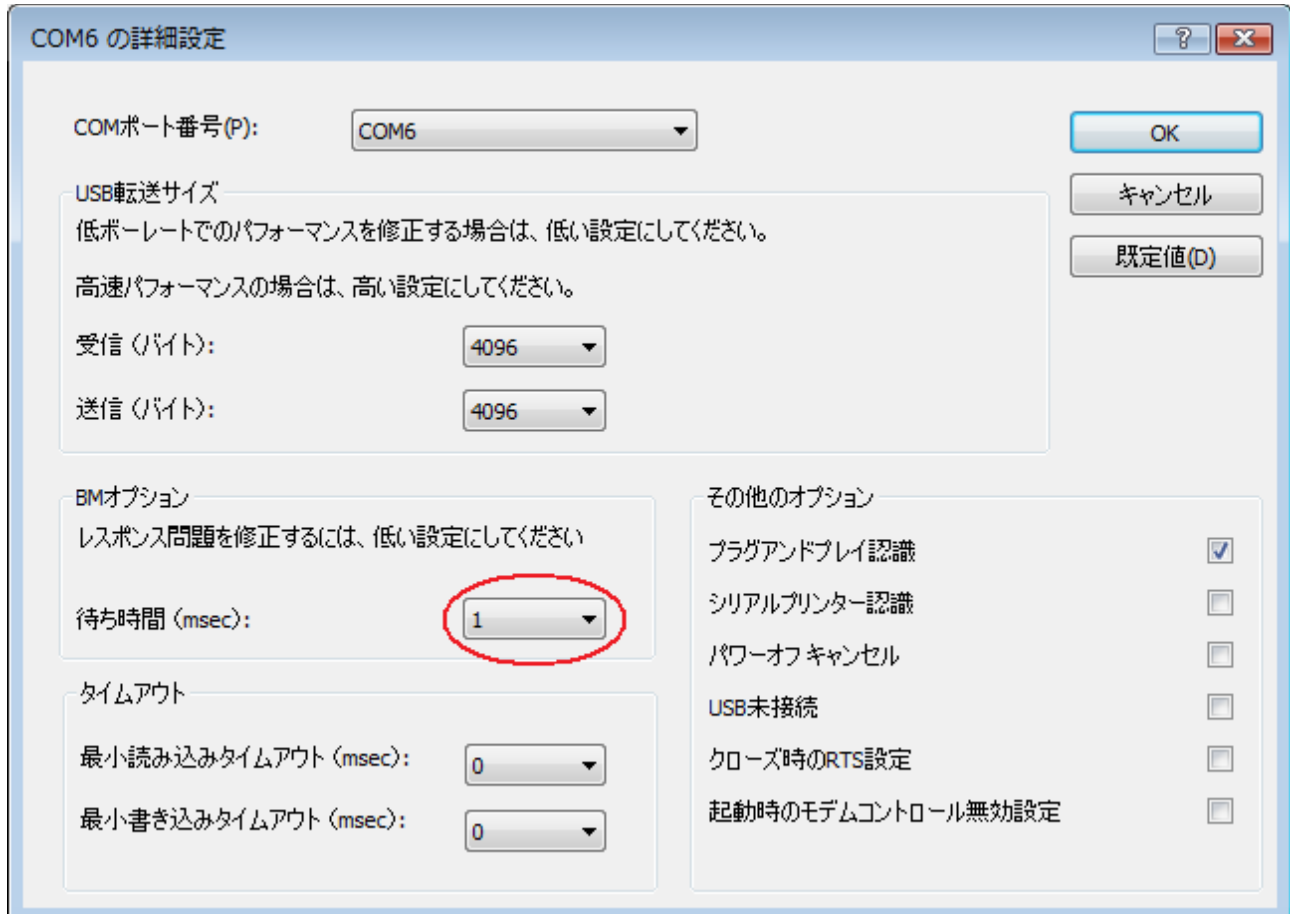 COM6 の詳細設定
COMポート番号(P):
COM6
OK
キャンセル
既定値(D)
USB転送サイズ
低ボーレートでのパフォーマンスを修正する場合は、低い設定にしてください。
高速パフォーマンスの場合は、高い設定にしてください。
受信 (バイト):
4096
送信 (バイト):
4096
BMオプション
レスポンス問題を修正するには、低い設定にしてください
待ち時間 (msec):
1
タイムアウト
最小読み込みタイムアウト (msec):
0
最小書き込みタイムアウト (msec):
0
その他のオプション
プラグアンドプレイ認識
シリアルプリンター認識
パワーオフ キャンセル
USB未接続
クローズ時のRTS設定
起動時のモデムコントロール無効設定